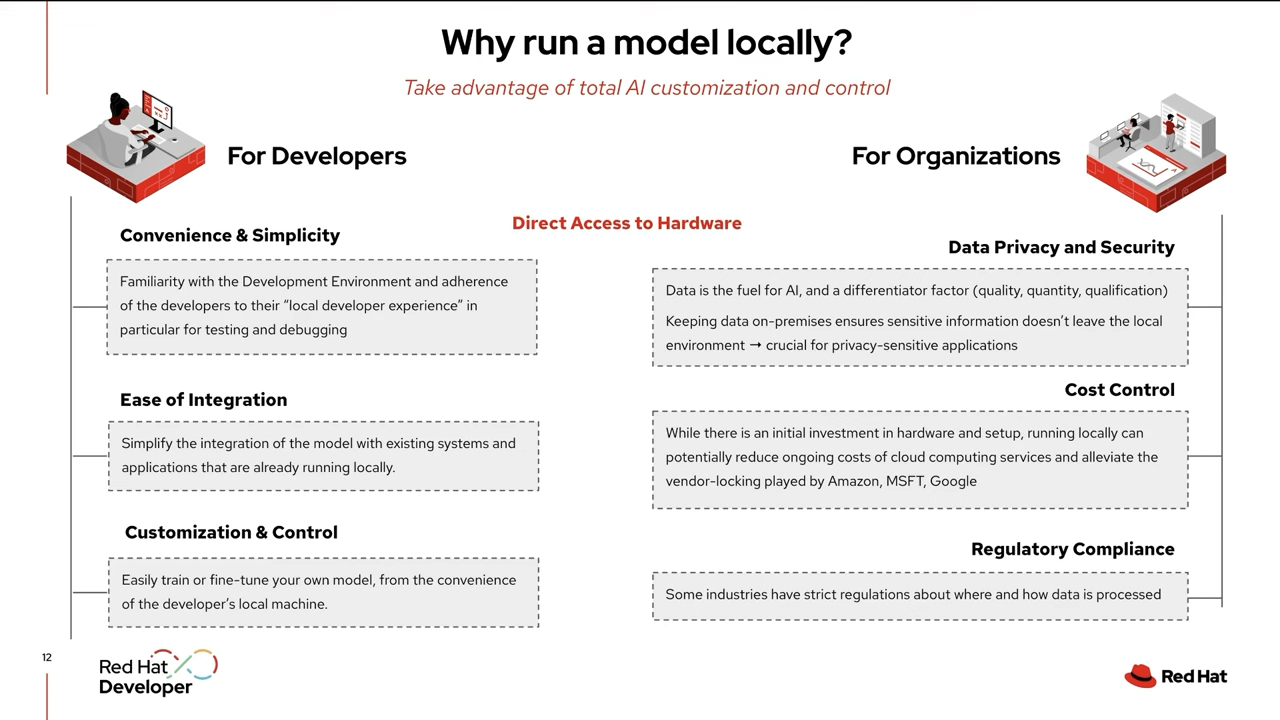 Why run a model locally?
Take advantage of total AI customization and control
For Developers
For Organizations
Direct Access to Hardware
Convenience & Simplicity
Familiarity with the Development Environment and adherence
of the developers to their “local developer experience” in
particular for testing and debugging
Ease of Integration
Simplify the integration of the model with existing systems and
applications that are already running locally.
Customization & Control
Easily train or fine-tune your own model, from the convenience
of the developer’s local machine.
Data Privacy and Security
Data is the fuel for AI, and a differentiator factor (quality, quantity, qualification)
Keeping data on-premises ensures sensitive information doesn’t leave the local
environment → crucial for privacy-sensitive applications
Cost Control
While there is an initial investment in hardware and setup, running locally can
potentially reduce ongoing costs of cloud computing services and alleviate the
vendor-locking played by Amazon, MSFT, Google
Regulatory Compliance
Some industries have strict regulations about where and how data is processed
12
Red Hat
Developer
Red Hat